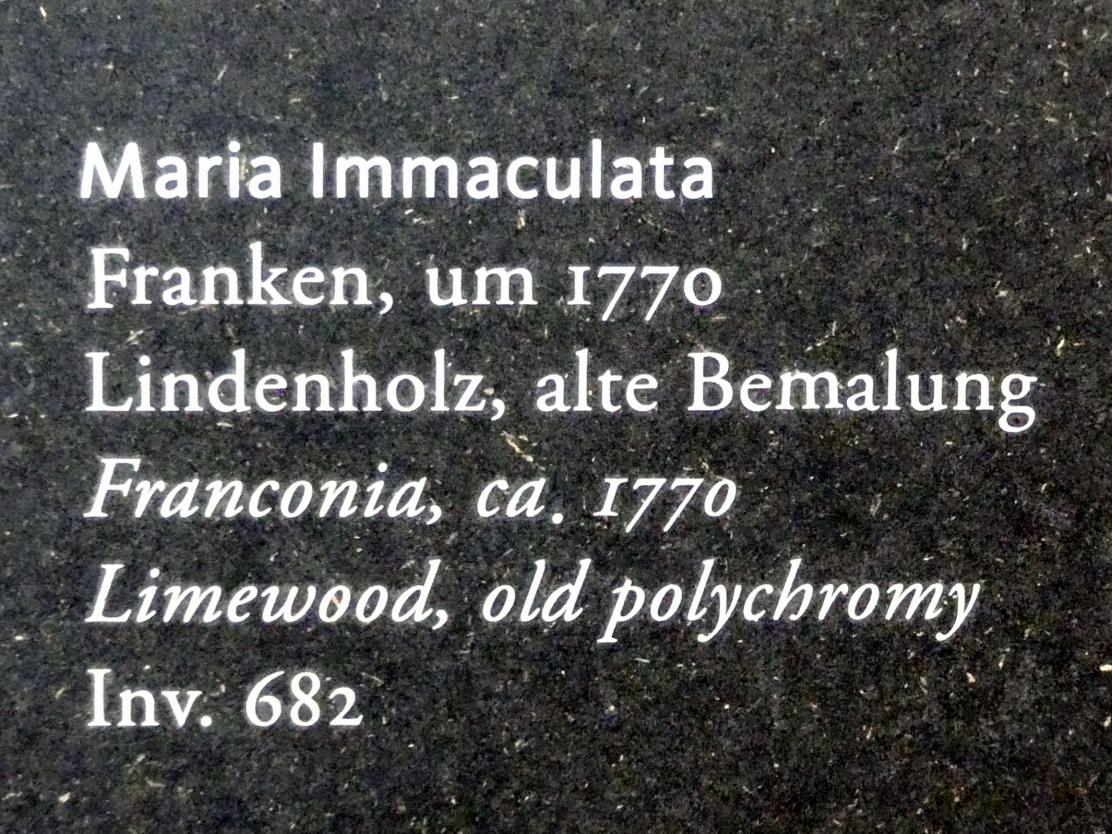 Maria Immaculata
Franken, um 1770
Lindenholz, alte Bemalung
Franconia, ca. 1770
Limewood, old polychromy
Inv. 682